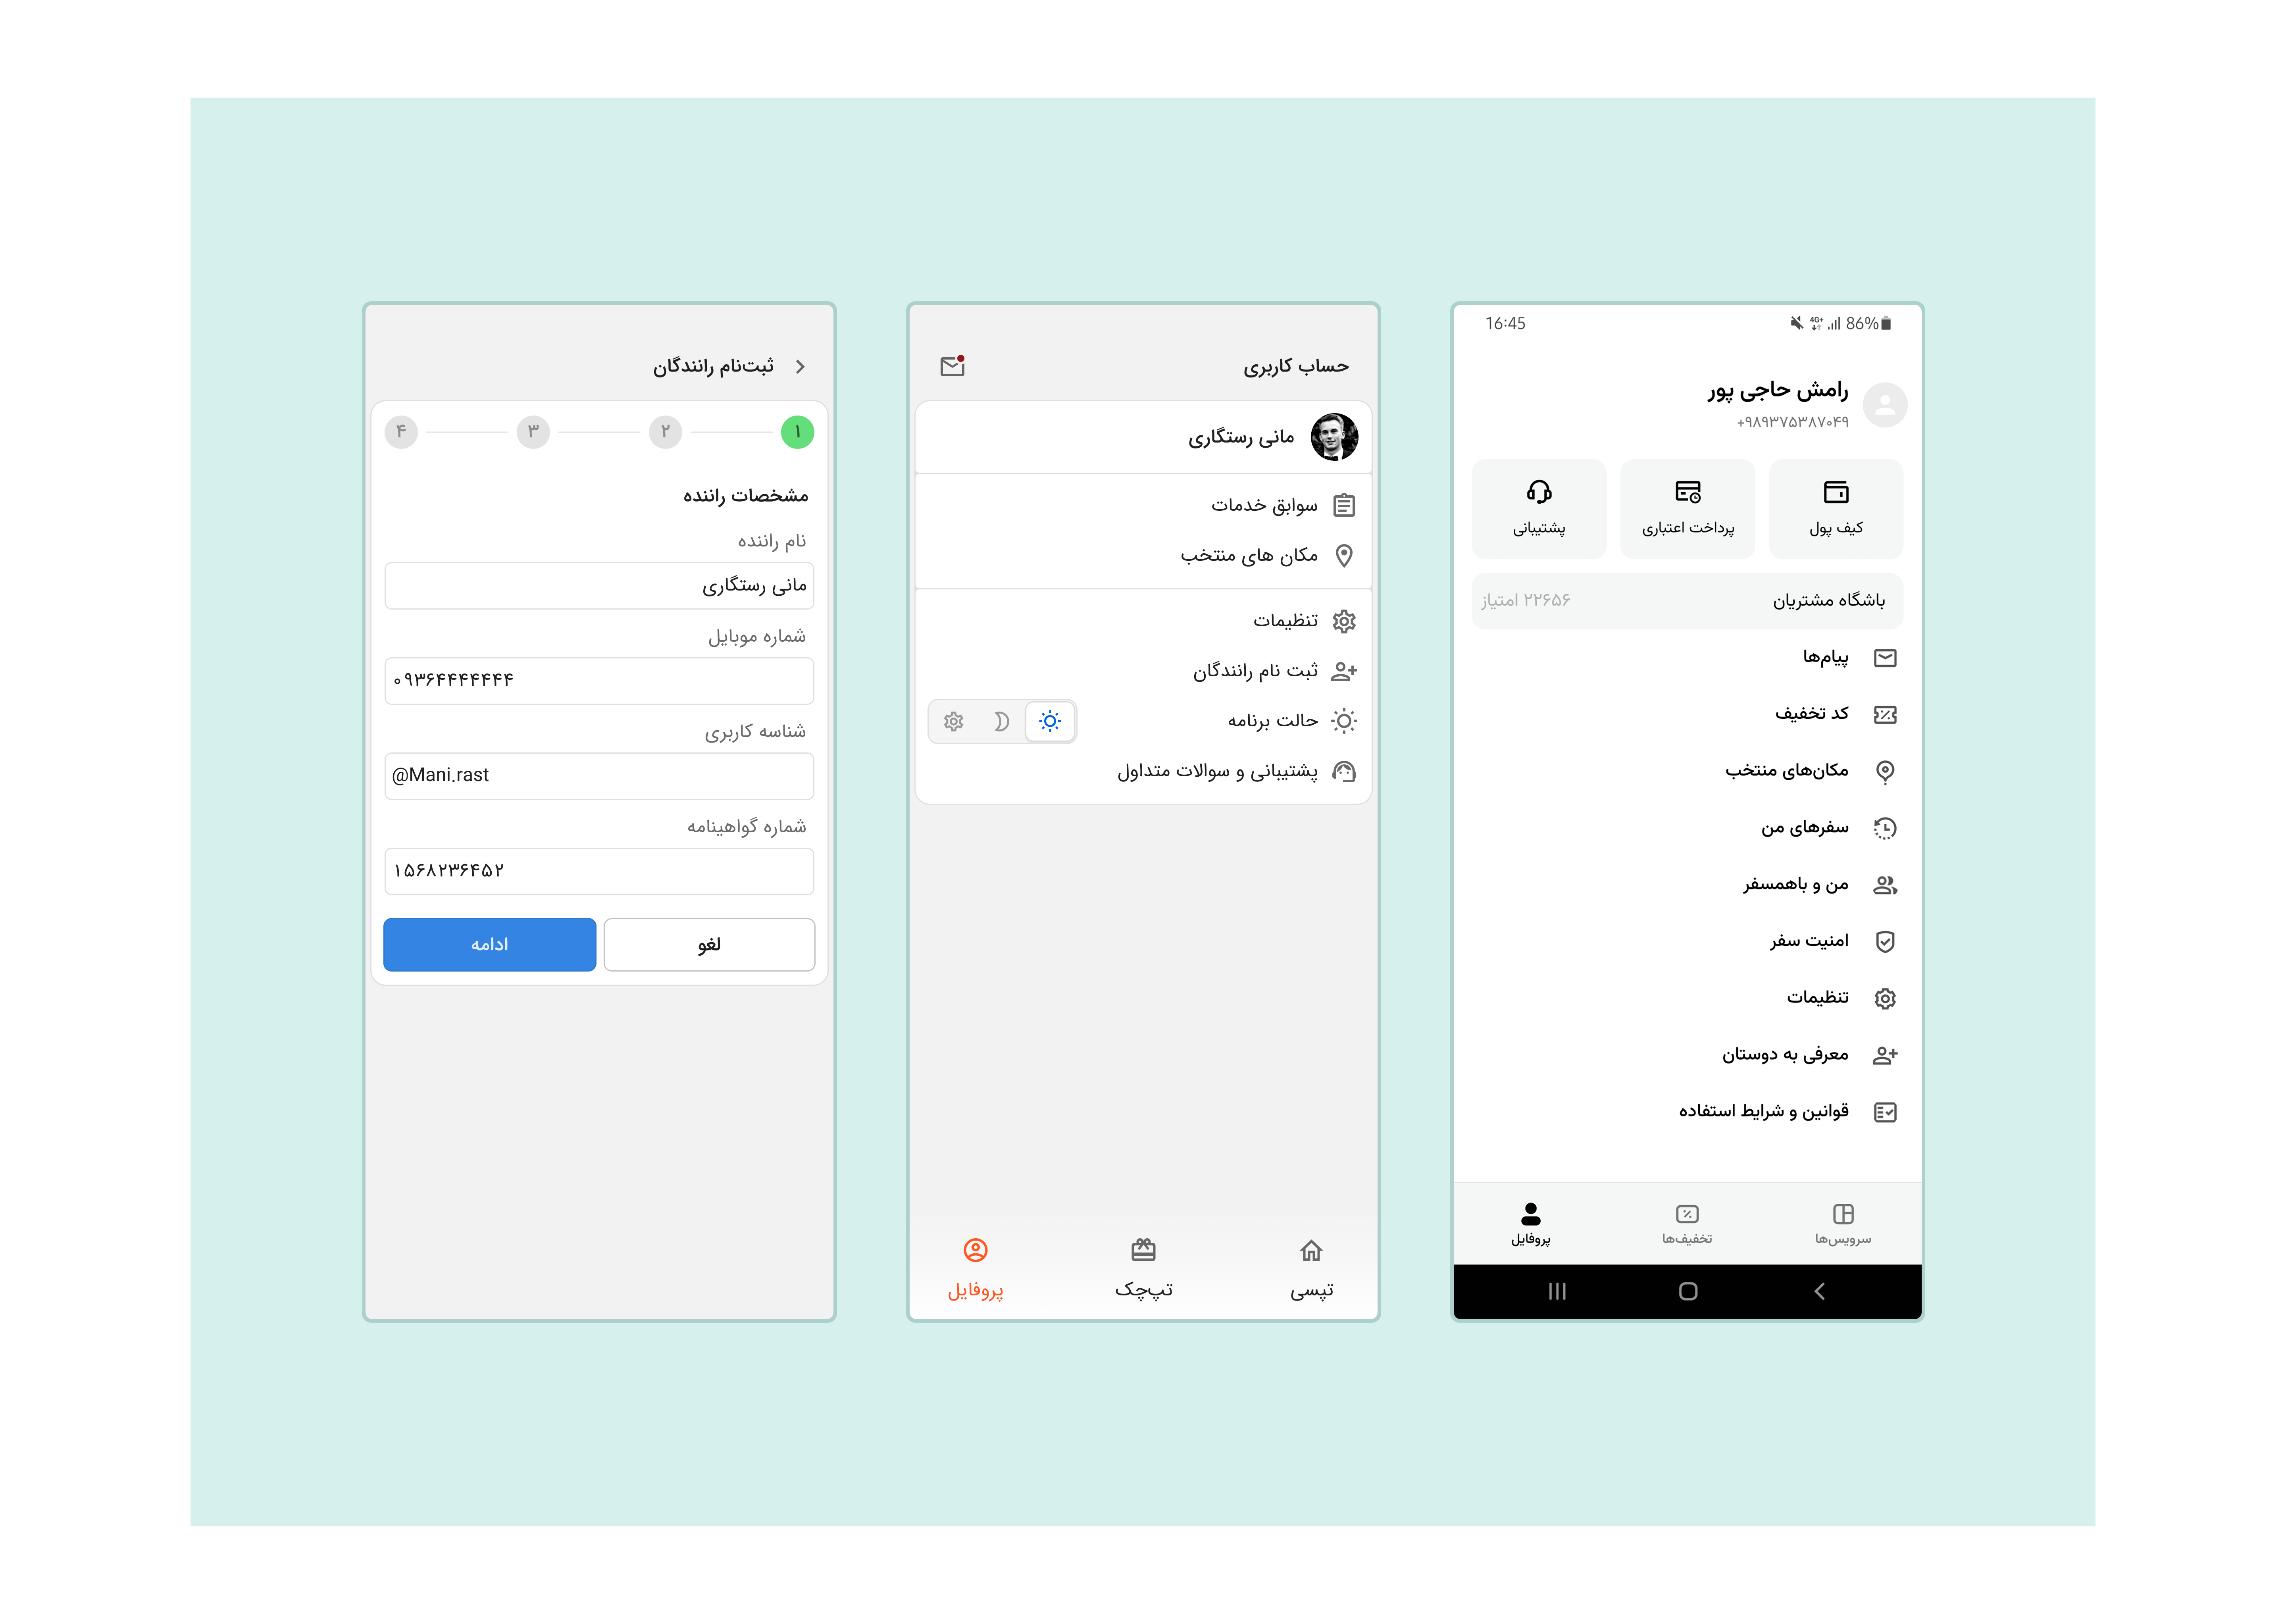 16:45
4G+ 86%
رامش حاجی پور
+۹۸۹۳۷۵۳۸۷۰۴۹
کیف پول
پرداخت اعتباری
پشتیبانی
باشگاه مشتریان
۲۲۶۵۶ امتیاز
پیام‌ها
کد تخفیف
مکان‌های منتخب
سفرهای من
من و باهمسفر
امنیت سفر
تنظیمات
معرفی به دوستان
قوانین و شرایط استفاده
سرویس‌ها
تخفیف‌ها
پروفایل
حساب کاربری
مانی رستگاری
سوابق خدمات
مکان های منتخب
تنظیمات
ثبت نام رانندگان
حالت برنامه
پشتیبانی و سوالات متداول
تپسی
تپ‌چک
پروفایل
ثبت‌نام رانندگان
۱
۲
۳
۴
مشخصات راننده
نام راننده
مانی رستگاری
شماره موبایل
۰۹۳۶۴۴۴۴۴۴۴
شناسه کاربری
@Mani.rast
شماره گواهینامه
۱۵۶۸۲۳۶۴۵۲
لغو
ادامه